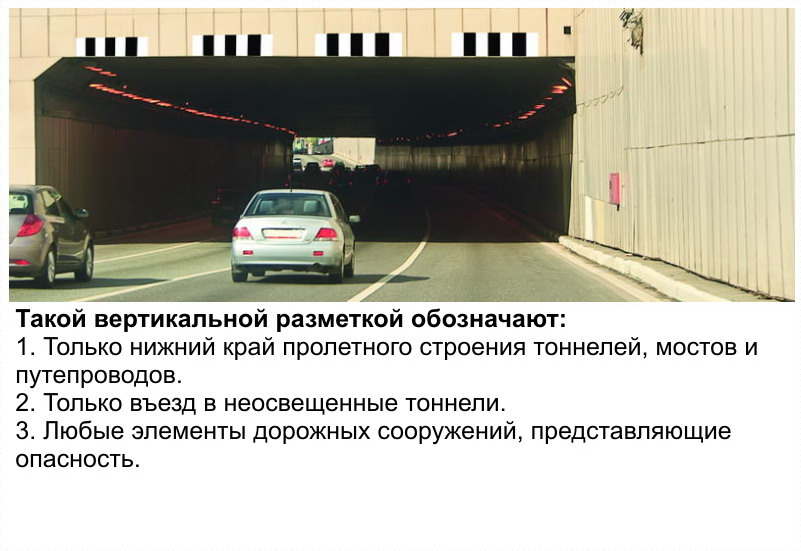 Такой вертикальной разметкой обозначают:
1. Только нижний край пролетного строения тоннелей, мостов и
путепроводов.
2. Только въезд в неосвещенные тоннели.
3. Любые элементы дорожных сооружений, представляющие
опасность.